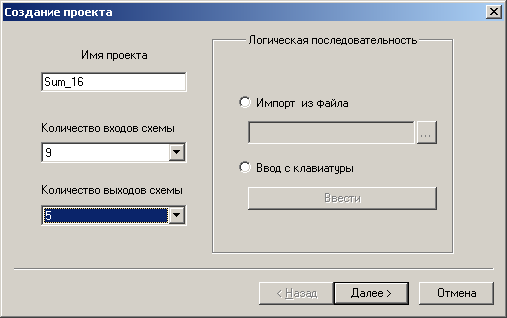 Создание проекта
Имя проекта
Sum_16
Количество входов схемы
9
Количество выходов схемы
5
Логическая последовательность
Импорт из файла
...
Ввод с клавиатуры
Ввести
< Назад
Далее >
Отмена